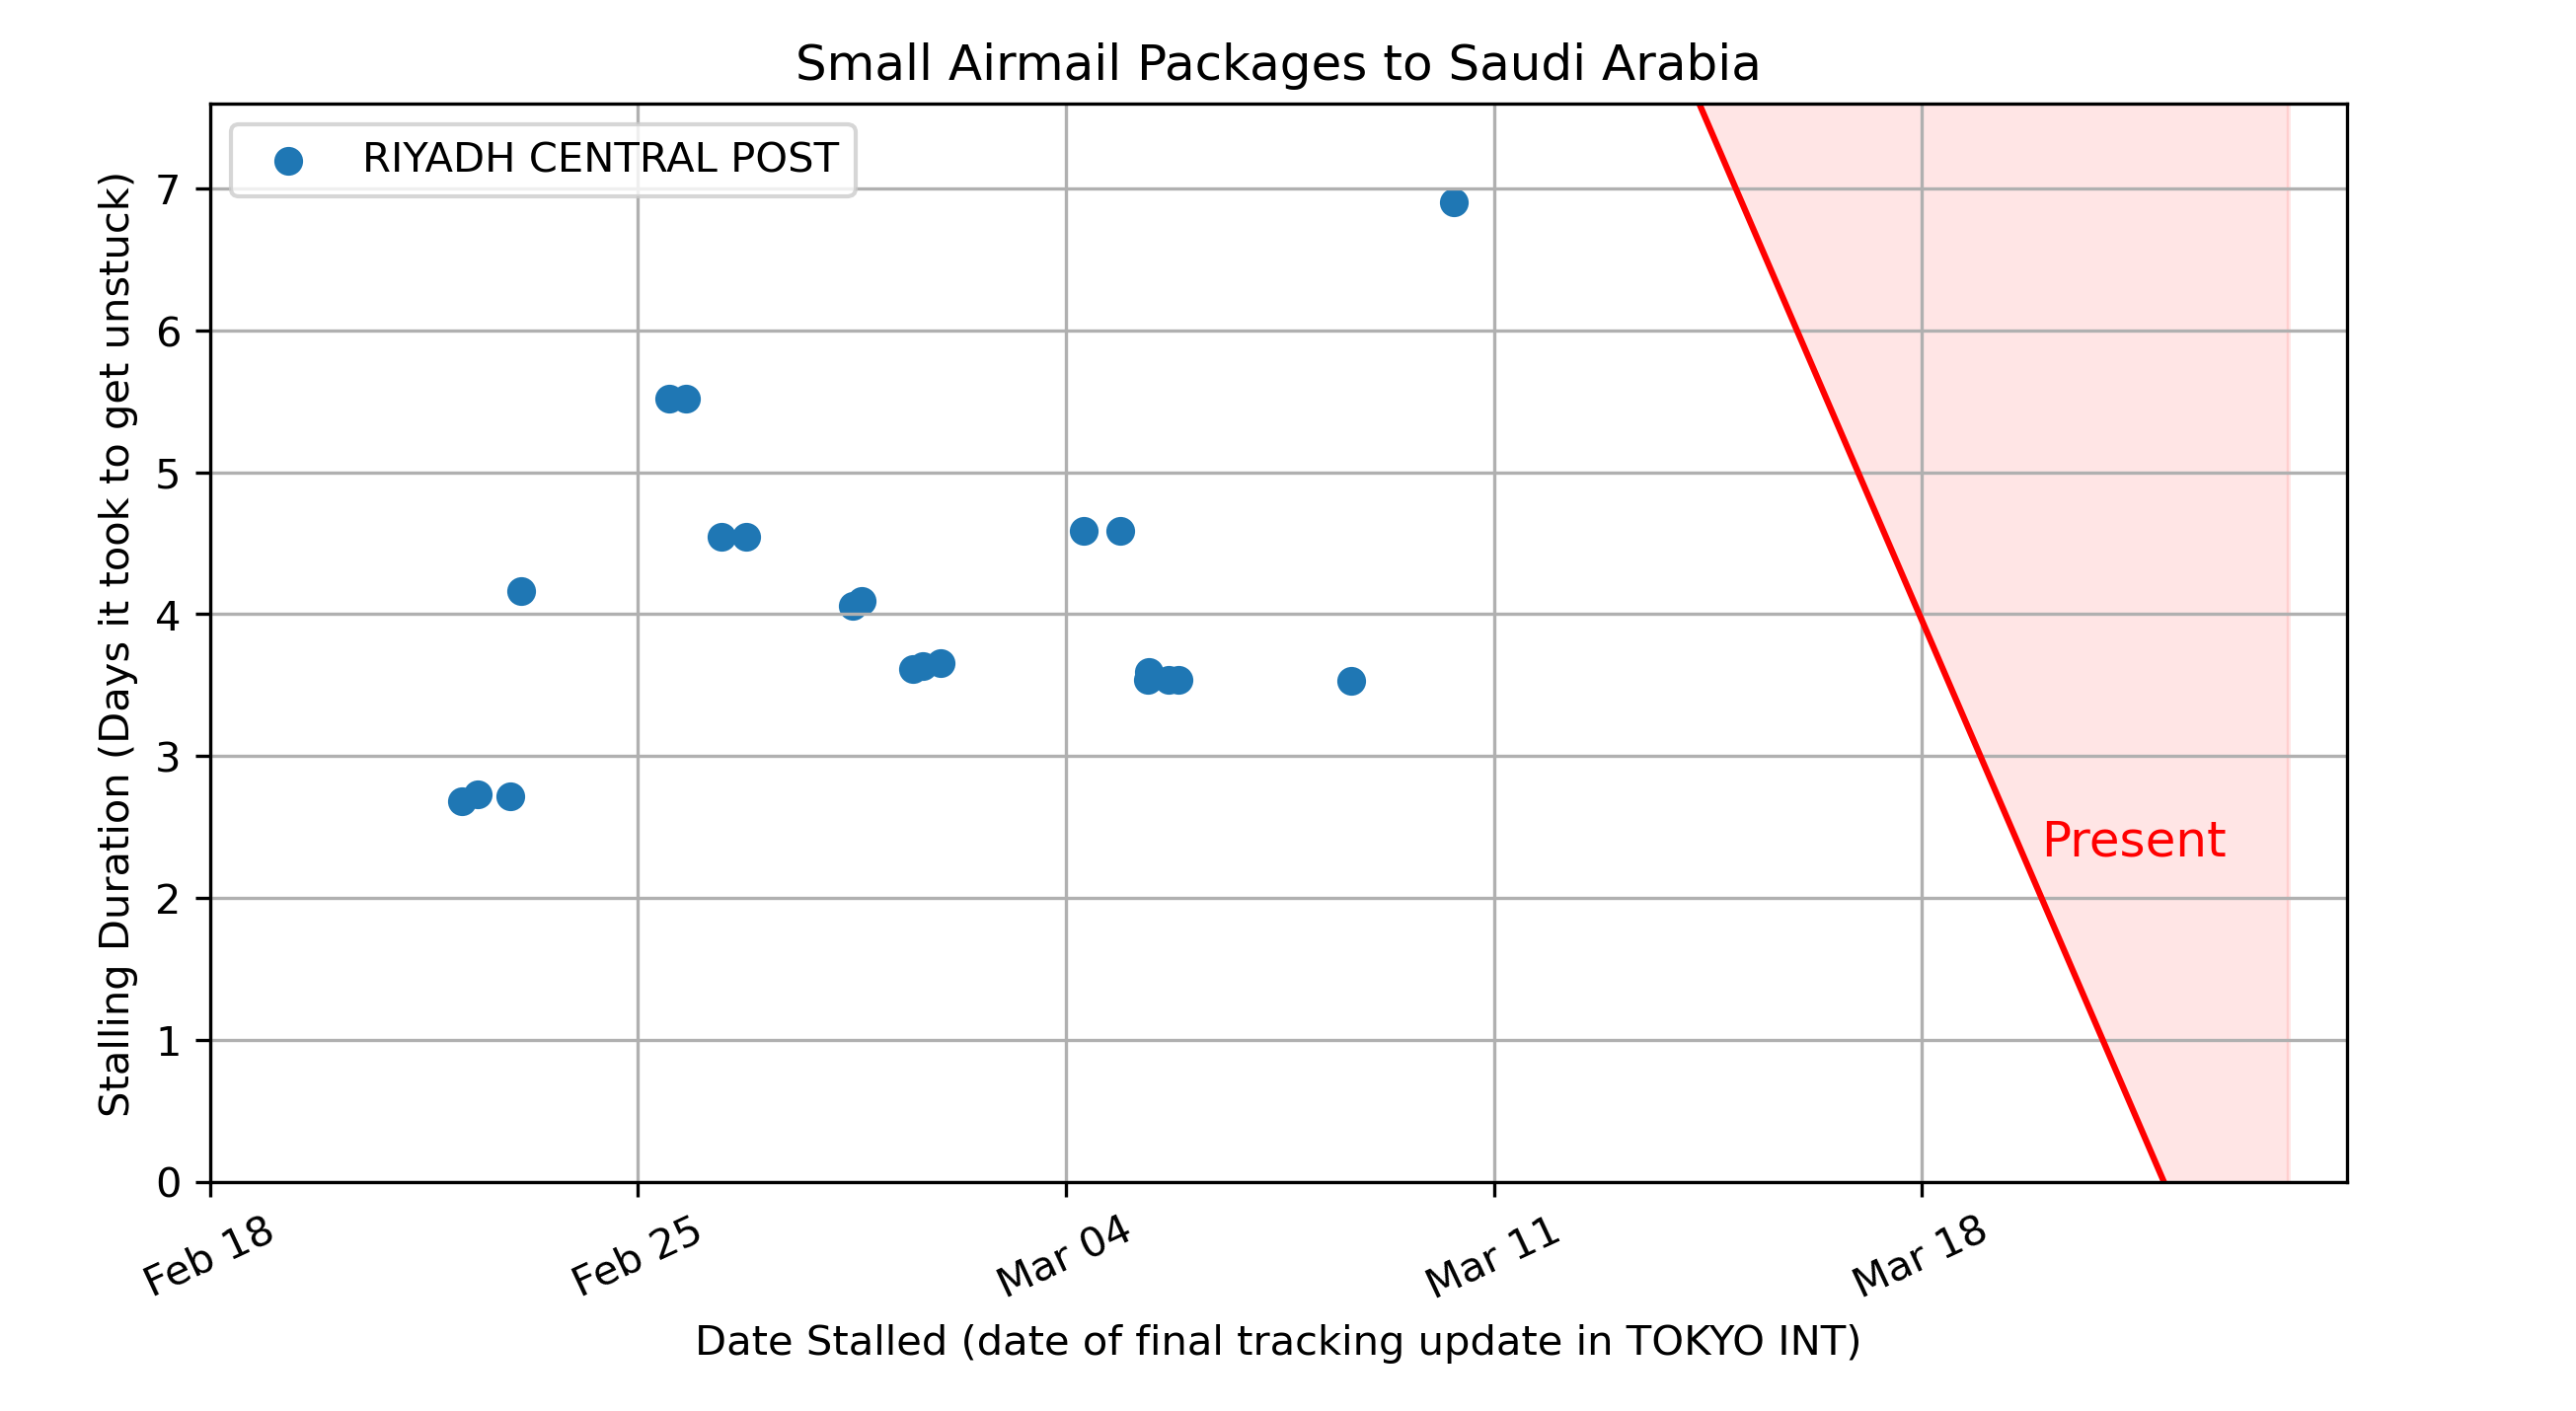 Small Airmail Packages to Saudi Arabia
RIYADH CENTRAL POST
Stalling Duration (Days it took to get unstuck)
7
6
5
4
3
2
1
0
Present
Feb 18
Feb 25
Mar 04
Mar 11
Mar 18
Date Stalled (date of final tracking update in TOKYO INT)